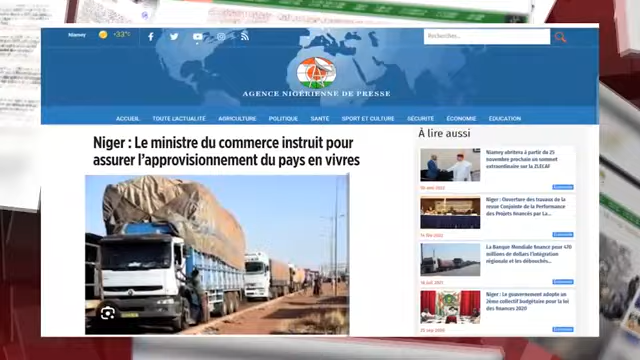 Niamey +33°C
Rechercher...
AGENCE NIGÉRIENNE DE PRESSE
ACCUEIL TOUTE L'ACTUALITÉ AGRICULTURE POLITIQUE SANTÉ SPORT ET CULTURE SÉCURITÉ ÉCONOMIE ÉDUCATION
Niger : Le ministre du commerce instruit pour
assurer l'approvisionnement du pays en vivres
À lire aussi
Niamey abritera à partir du 25
novembre prochain un sommet
extraordinaire sur la ZLECAF
Économie
Niger : Ouverture des travaux de la
revue Conjointe de la Performance
des Projets financés par La...
Économie
La Banque Mondiale finance pour 470
millions de dollars l'intégration
régionale et les débouchés...
Économie
Niger : Le gouvernement adopte un
2ème collectif budgétaire pour la loi
des finances 2020
Économie